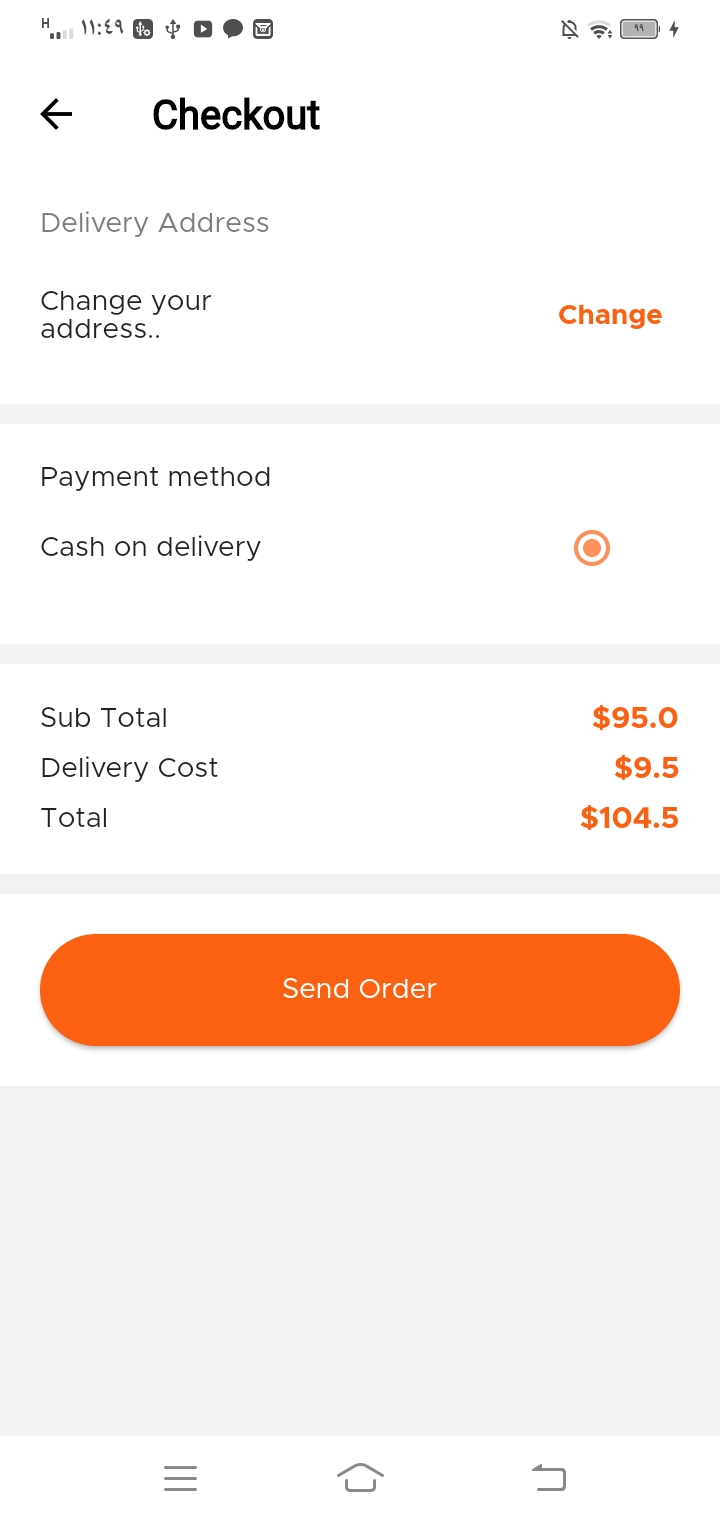 H ١١:٤٩ ٩٩
Checkout
Delivery Address
Change your
address..
Change
Payment method
Cash on delivery
Sub Total $95.0
Delivery Cost $9.5
Total $104.5
Send Order